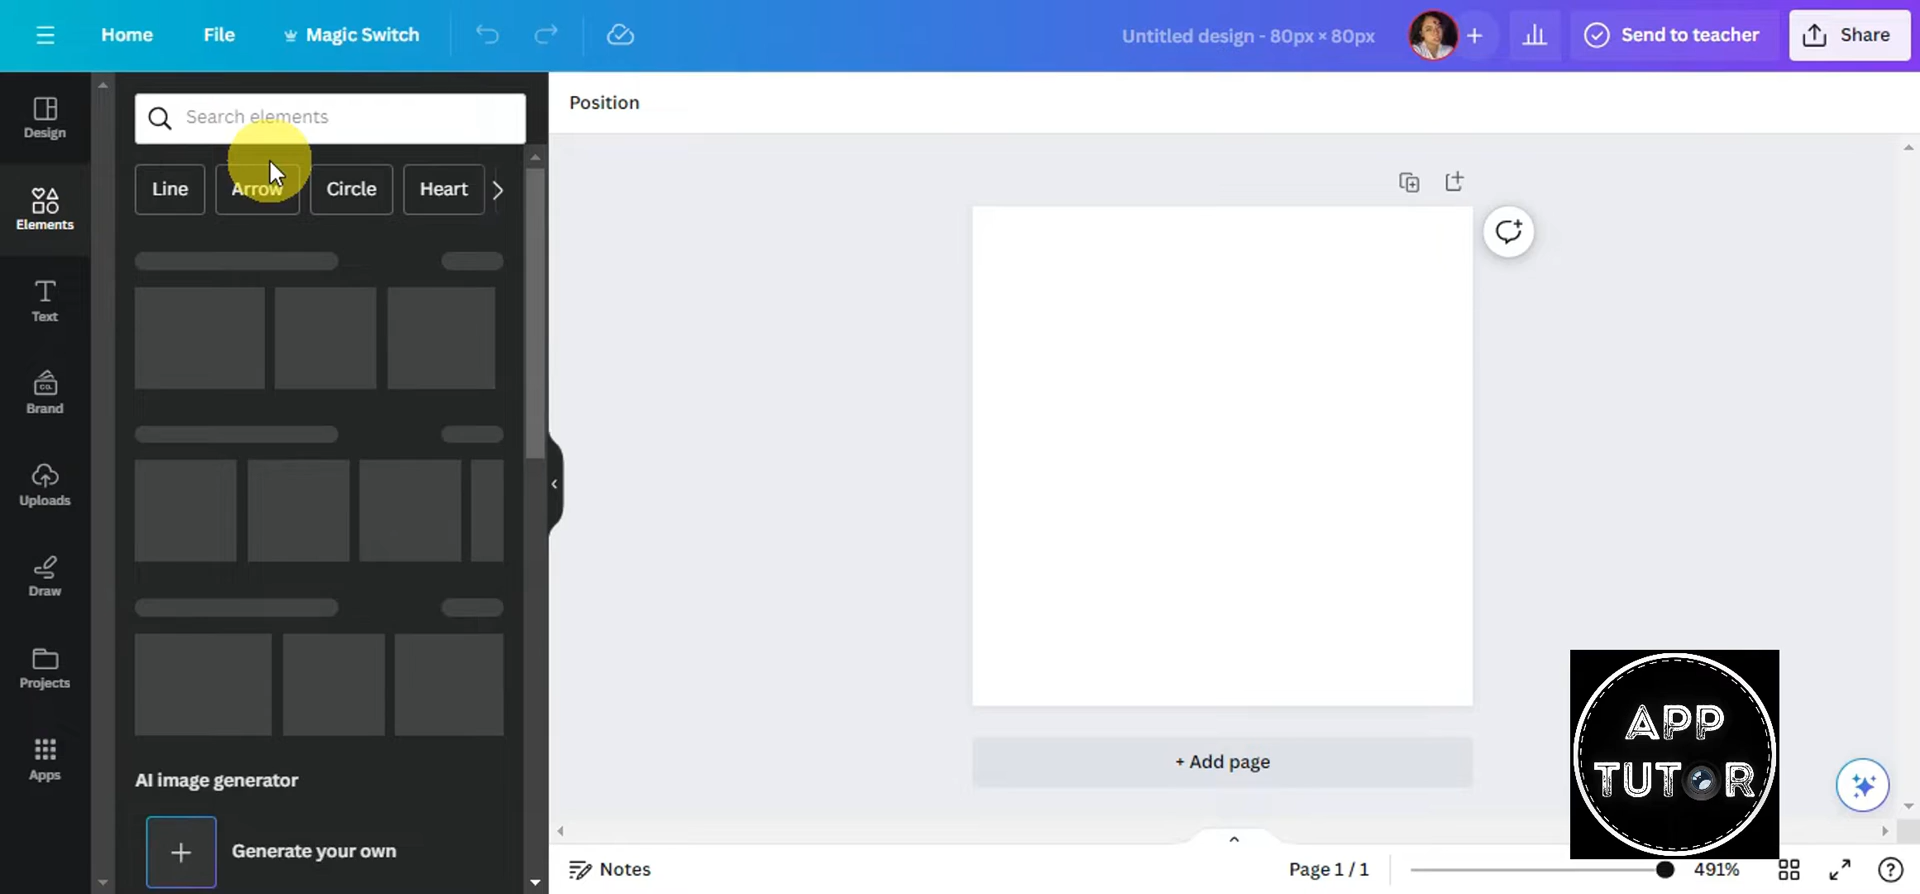 Home File Magic Switch Untitled design - 80px × 80px Send to teacher Share
Design
Elements
Text
Brand
CO.
Uploads
Draw
Projects
Apps
Search elements
Line Arrow Circle Heart
AI image generator
Generate your own
Position
+ Add page
Notes
Page 1 / 1
491%
APP
TUTOR